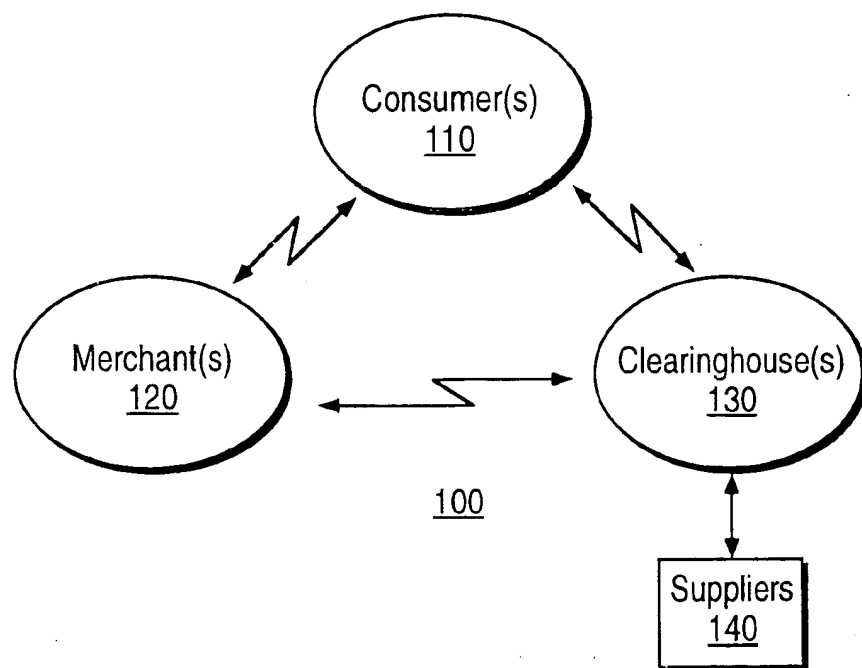 Consumer(s)
110
Merchant(s)
120
Clearinghouse(s)
130
100
Suppliers
140